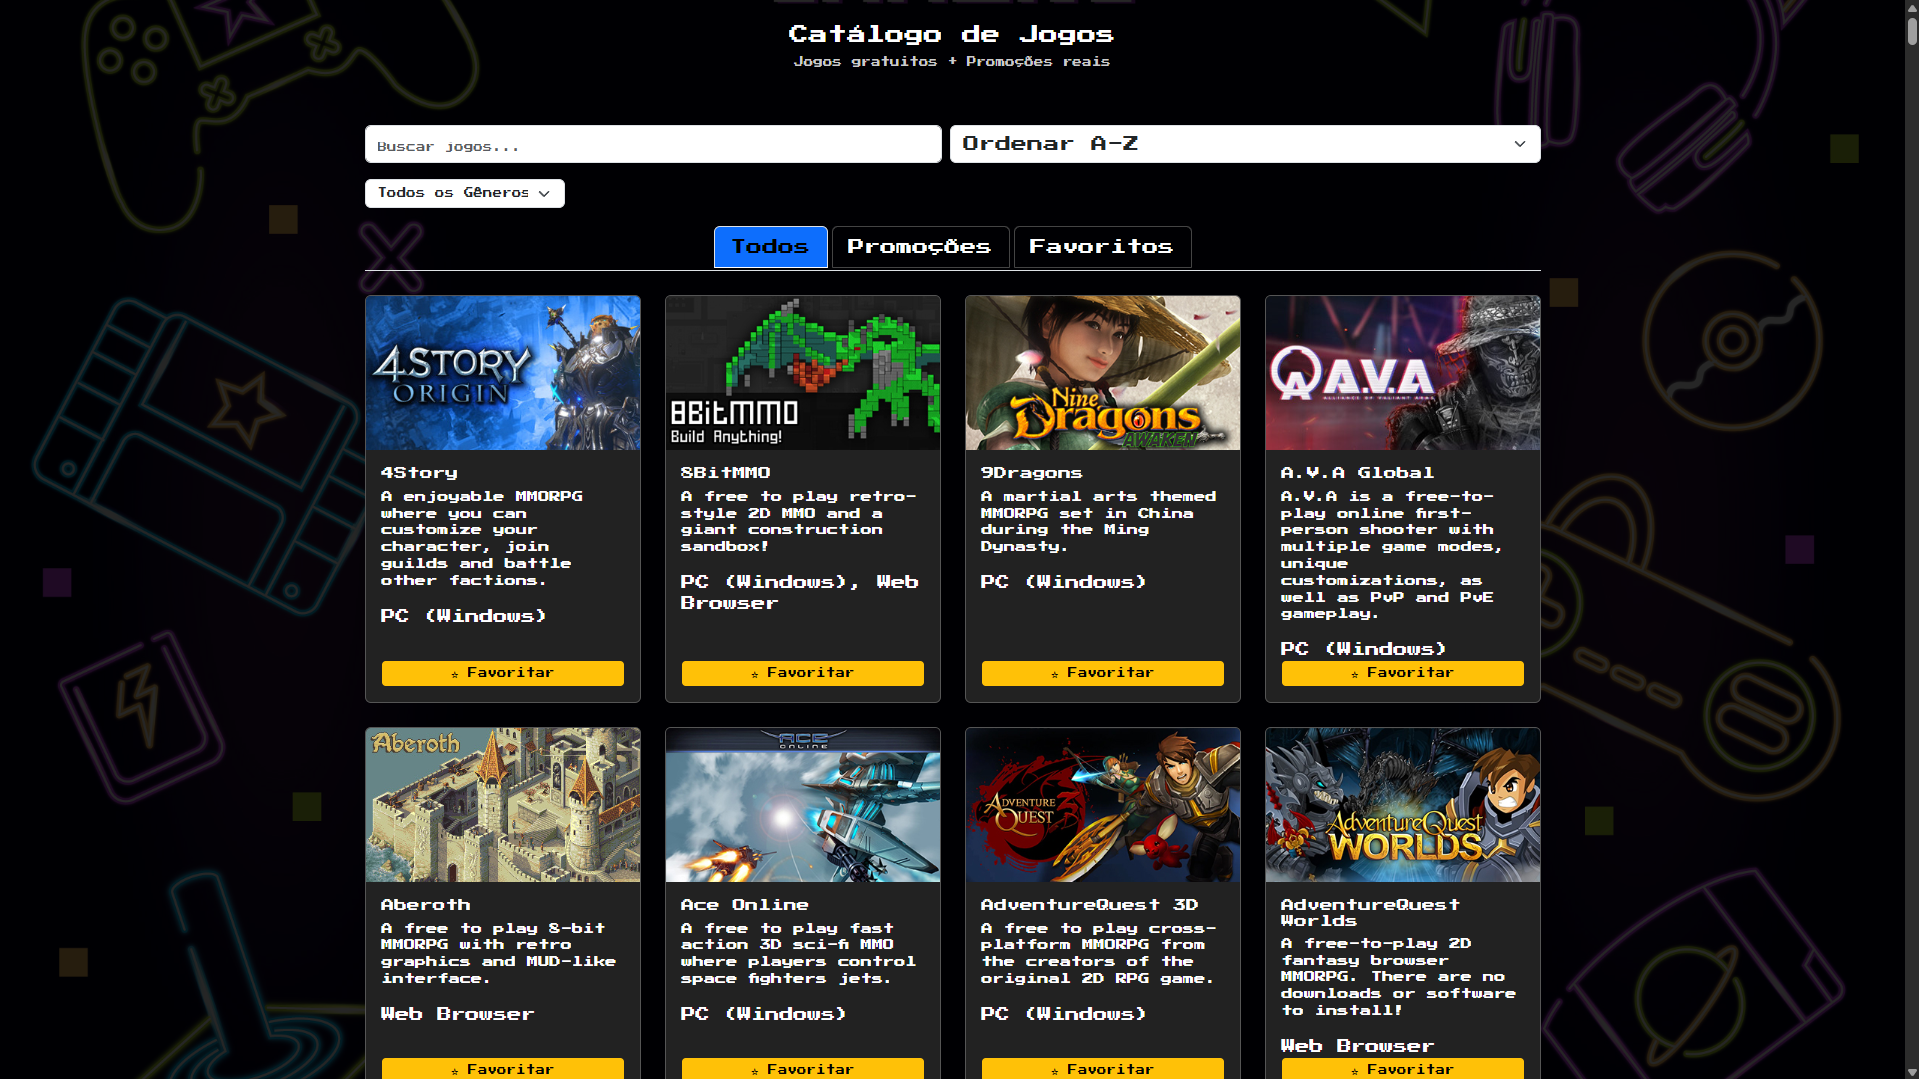 Catálogo de Jogos
Jogos gratuitos + Promoções reais
Buscar jogos...
Ordenar A-Z
Todos os Gêneros
Todos
Promoções
Favoritos
4STORY
ORIGIN
8BitMMO
Build Anything!
Nine
Dragons
AWAKEN
A.V.A
ALLIANCE OF VALIANT ARMS
4Story
A enjoyable MMORPG
where you can
customize your
character, join
guilds and battle
other factions.
PC (Windows)
☆ Favoritar
8BitMMO
A free to play retro-
style 2D MMO and a
giant construction
sandbox!
PC (Windows), Web
Browser
☆ Favoritar
9Dragons
A martial arts themed
MMORPG set in China
during the Ming
Dynasty.
PC (Windows)
☆ Favoritar
A.V.A Global
A.V.A is a free-to-
play online first-
person shooter with
multiple game modes,
unique
customizations, as
well as PvP and PvE
gameplay.
PC (Windows)
☆ Favoritar
Aberoth
ACE
ONLINE
ADVENTURE
QUEST
AdventureQuest
WORLDS
Aberoth
A free to play 8-bit
MMORPG with retro
graphics and MUD-like
interface.
Web Browser
☆ Favoritar
Ace Online
A free to play fast
action 3D sci-fi MMO
where players control
space fighters jets.
PC (Windows)
☆ Favoritar
AdventureQuest 3D
A free to play cross-
platform MMORPG from
the creators of the
original 2D RPG game.
PC (Windows)
☆ Favoritar
AdventureQuest
Worlds
A free-to-play 2D
fantasy browser
MMORPG. There are no
downloads or software
to install!
Web Browser
☆ Favoritar